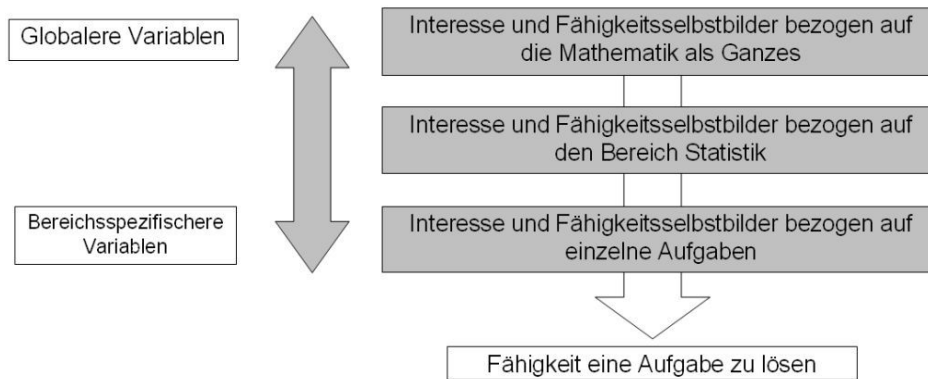 Globalere Variablen
Interesse und Fähigkeitsselbstbilder bezogen auf
die Mathematik als Ganzes
Interesse und Fähigkeitsselbstbilder bezogen auf
den Bereich Statistik
Bereichsspezifischere
Variablen
Interesse und Fähigkeitsselbstbilder bezogen auf
einzelne Aufgaben
Fähigkeit eine Aufgabe zu lösen